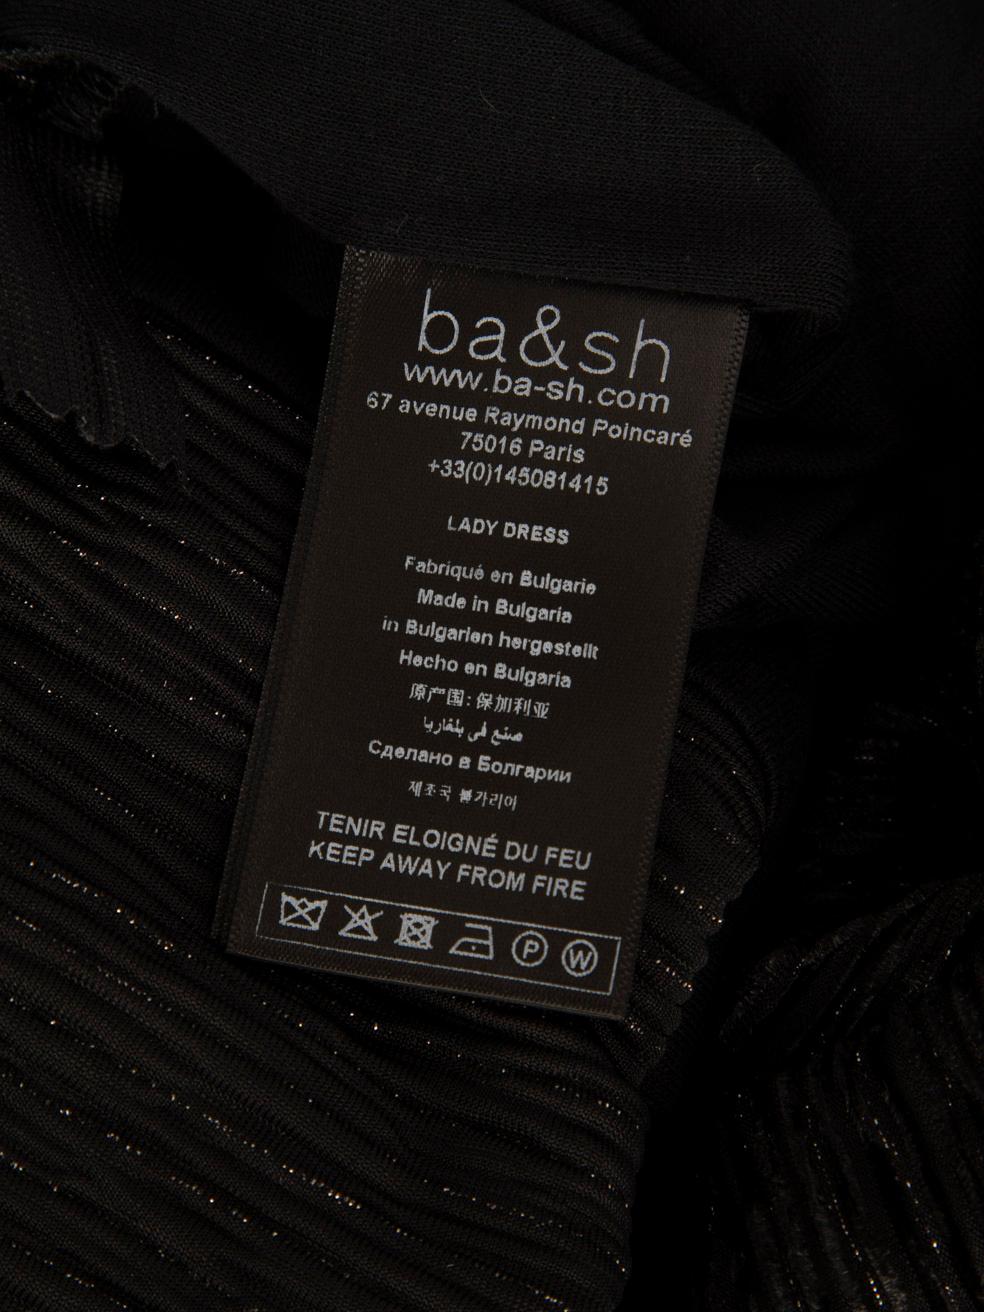 ba&sh
www.ba-sh.com
67 avenue Raymond Poincaré
75016 Paris
+33(0)145081415
LADY DRESS
Fabriqué en Bulgarie
Made in Bulgaria
in Bulgarien hergestellt
Hecho en Bulgaria
原产国: 保加利亚
صنع في بلغاريا
Сделано в Болгарии
제조국 불가리아
TENIR ELOIGNÉ DU FEU
KEEP AWAY FROM FIRE
P W